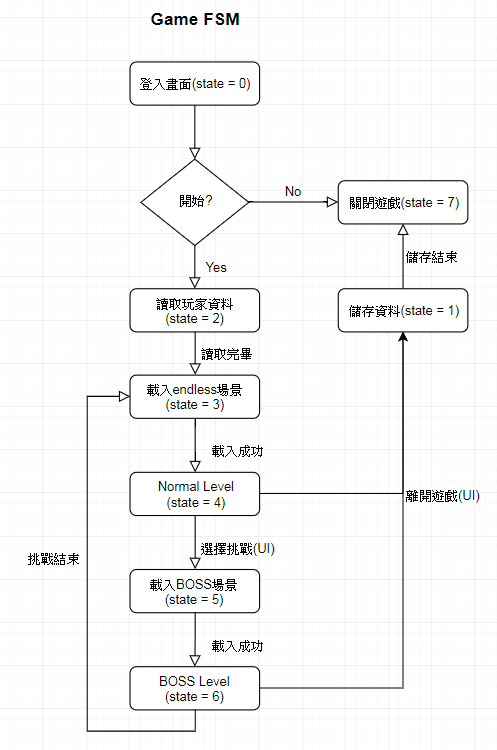 Game FSM
登入畫面(state = 0)
開始?
No
關閉遊戲(state = 7)
儲存結束
Yes
讀取玩家資料
(state = 2)
儲存資料(state = 1)
讀取完畢
載入endless場景
(state = 3)
載入成功
Normal Level
(state = 4)
離開遊戲(UI)
選擇挑戰(UI)
挑戰結束
載入BOSS場景
(state = 5)
載入成功
BOSS Level
(state = 6)